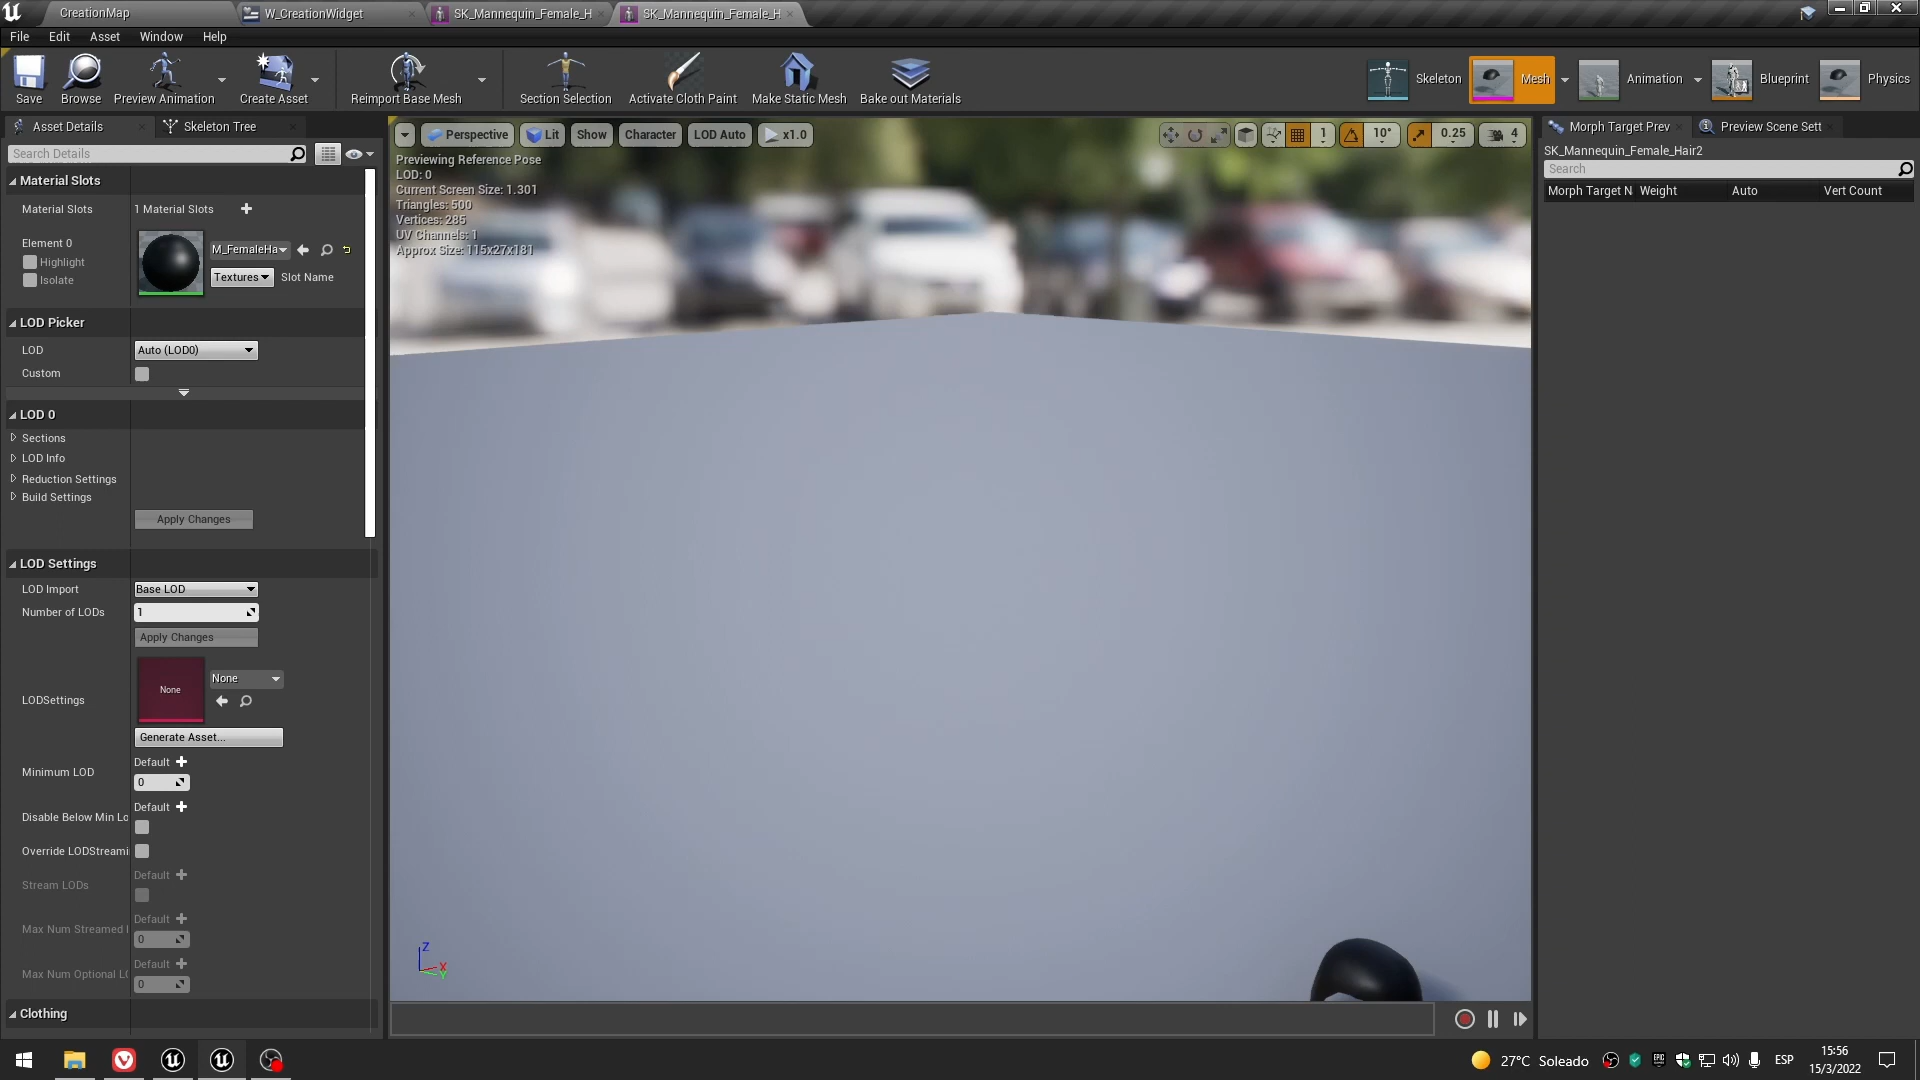 CreationMap
W_CreationWidget
SK_Mannequin_Female_H
SK_Mannequin_Female_H
File Edit Asset Window Help
Save
Browse
Preview Animation
Create Asset
Reimport Base Mesh
Section Selection
Activate Cloth Paint
Make Static Mesh
Bake out Materials
Skeleton
Mesh
Animation
Blueprint
Physics
Asset Details
Skeleton Tree
Search Details
Material Slots
Material Slots 1 Material Slots
Element 0
Highlight
Isolate
M_FemaleHa
Textures Slot Name
LOD Picker
LOD Auto (LOD0)
Custom
LOD 0
Sections
LOD Info
Reduction Settings
Build Settings
Apply Changes
LOD Settings
LOD Import Base LOD
Number of LODs 1
Apply Changes
LODSettings
None
None
Generate Asset...
Minimum LOD
Default
0
Disable Below Min Lo
Default
Override LODStreami
Stream LODs
Default
Max Num Streamed
Default
0
Max Num Optional LO
Default
0
Clothing
Perspective Lit Show Character LOD Auto x1.0
1 10° 0.25 4
Previewing Reference Pose
LOD: 0
Current Screen Size: 1.301
Triangles: 500
Vertices: 285
UV Channels: 1
Approx Size: 115x27x181
Z
X
Y
Morph Target Prev
Preview Scene Sett
SK_Mannequin_Female_Hair2
Search
Morph Target N Weight Auto Vert Count
27°C Soleado
EPIC
ESP
15:56
15/3/2022